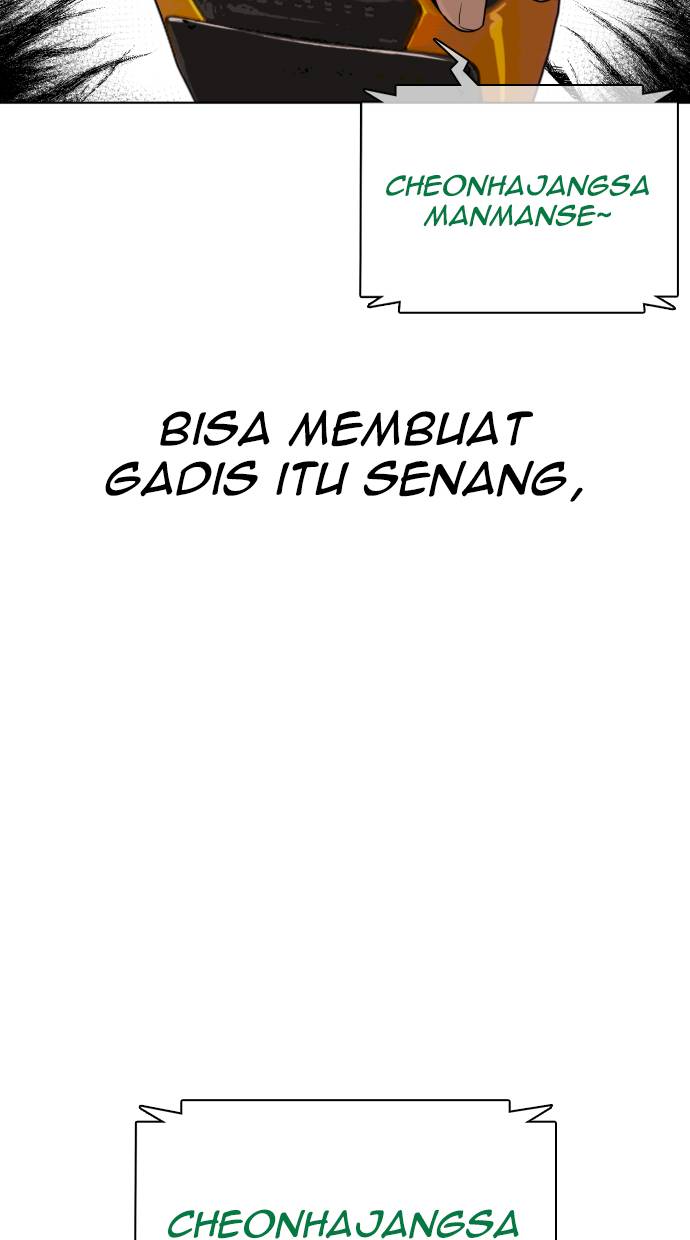 CHEONHAJANGSA
MANMANSE~
BISA MEMBUAT
GADIS ITU SENANG,
CHEONHAJANGSA